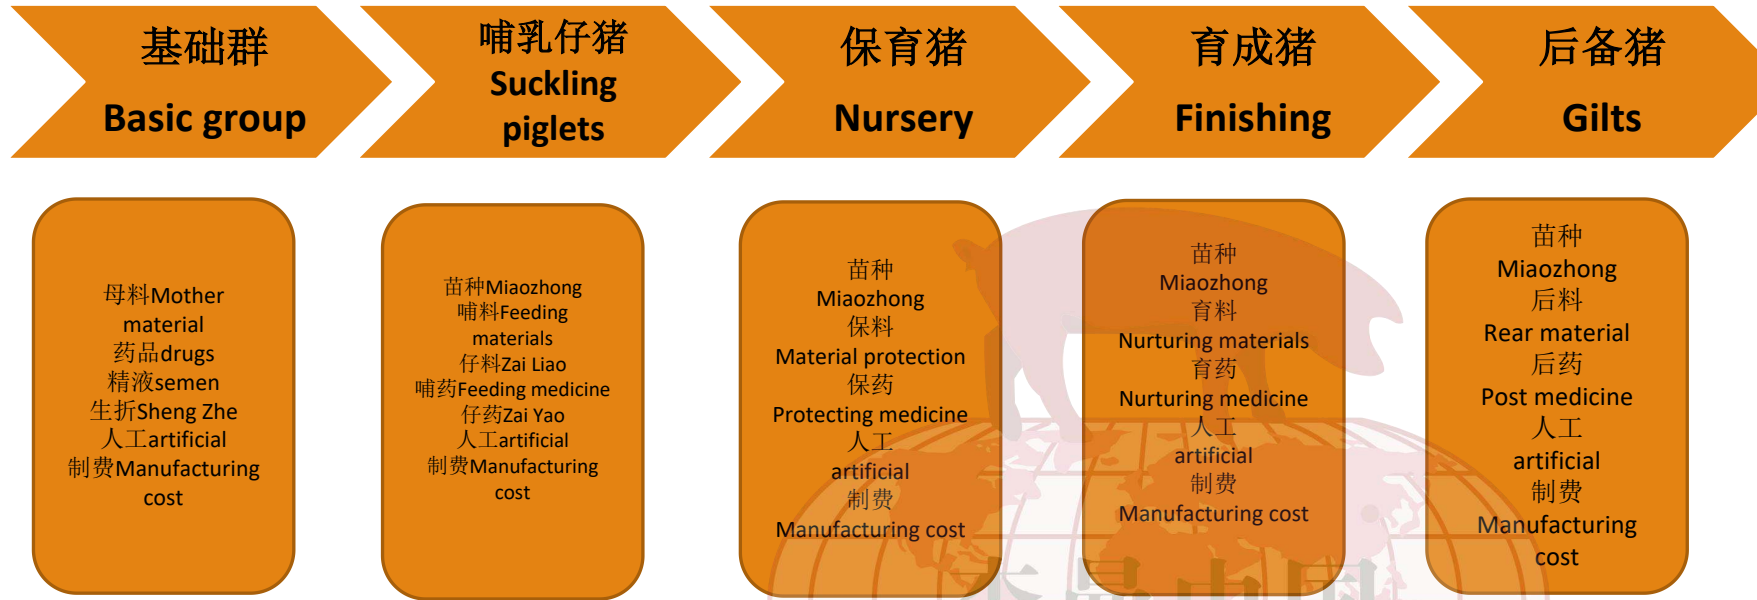 基础群
Basic group
哺乳仔猪
Suckling
piglets
保育猪
Nursery
育成猪
Finishing
后备猪
Gilts
母料Mother
material
药品drugs
精液semen
生折Sheng Zhe
人工artificial
制费Manufacturing
cost
苗种Miaozhong
哺料Feeding
materials
仔料Zai Liao
哺药Feeding medicine
仔药Zai Yao
人工artificial
制费Manufacturing
cost
苗种
Miaozhong
保料
Material protection
保药
Protecting medicine
人工
artificial
制费
Manufacturing cost
苗种
Miaozhong
育料
Nurturing materials
育药
Nurturing medicine
人工
artificial
制费
Manufacturing cost
苗种
Miaozhong
后料
Rear material
后药
Post medicine
人工
artificial
制费
Manufacturing
cost